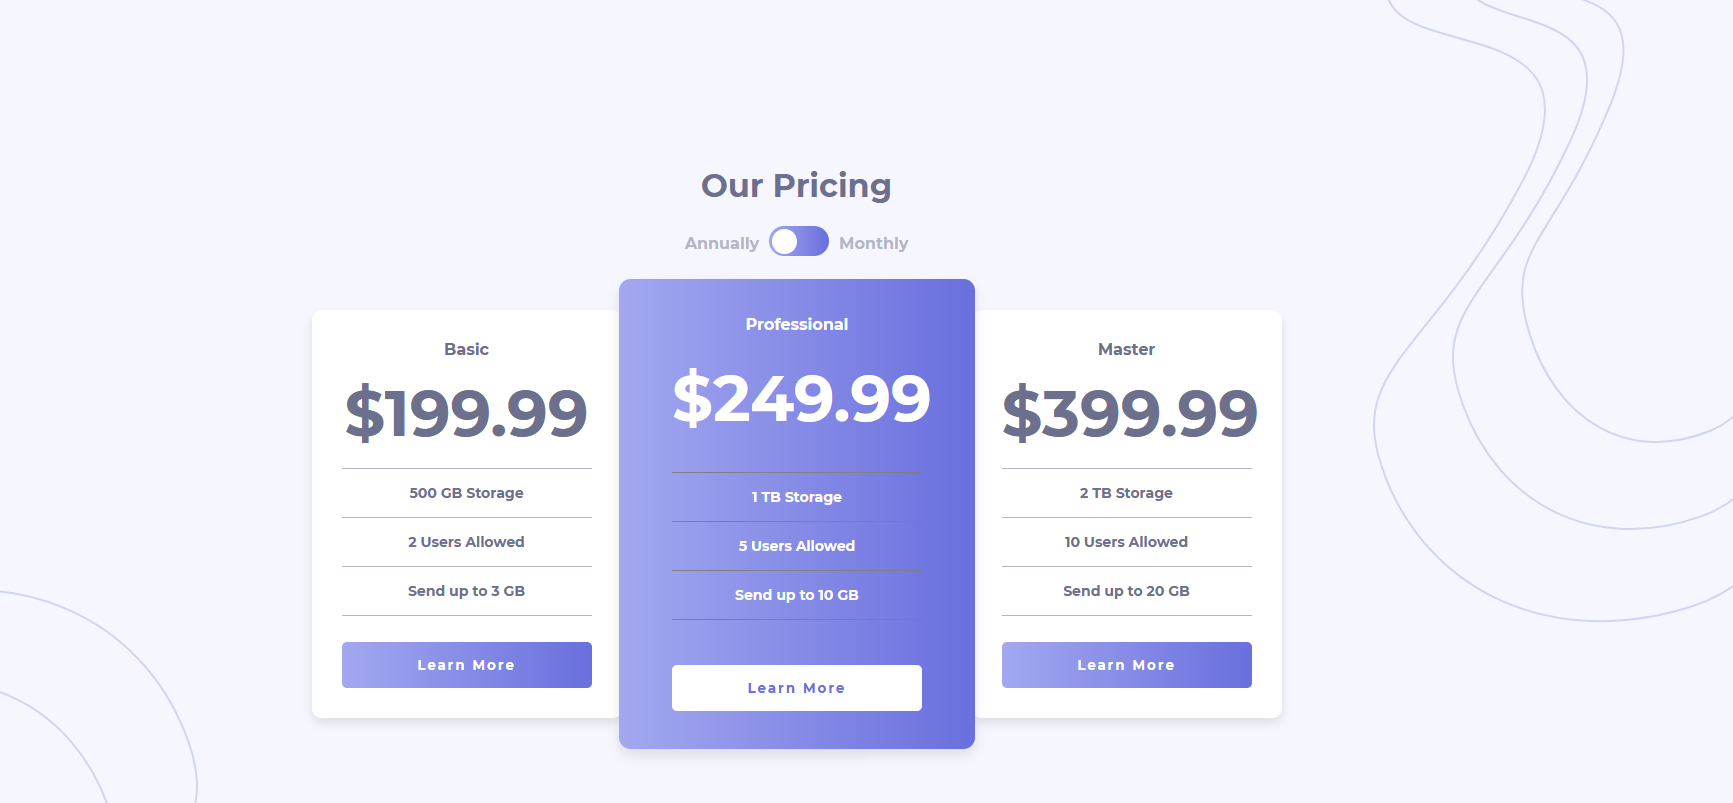 Our Pricing
Annually Monthly
Basic
$199.99
500 GB Storage
2 Users Allowed
Send up to 3 GB
Learn More
Professional
$249.99
1 TB Storage
5 Users Allowed
Send up to 10 GB
Learn More
Master
$399.99
2 TB Storage
10 Users Allowed
Send up to 20 GB
Learn More